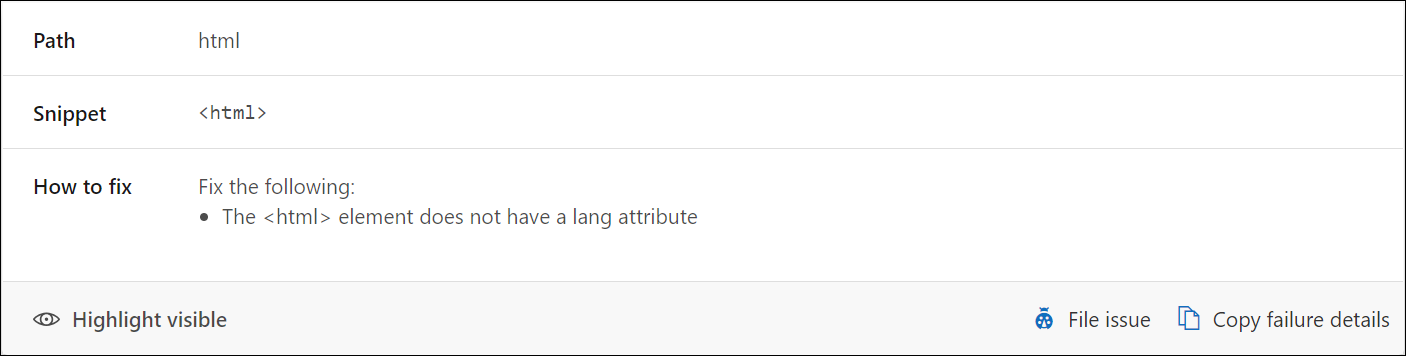 Path html
Snippet <html>
How to fix Fix the following:
• The <html> element does not have a lang attribute
Highlight visible File issue Copy failure details